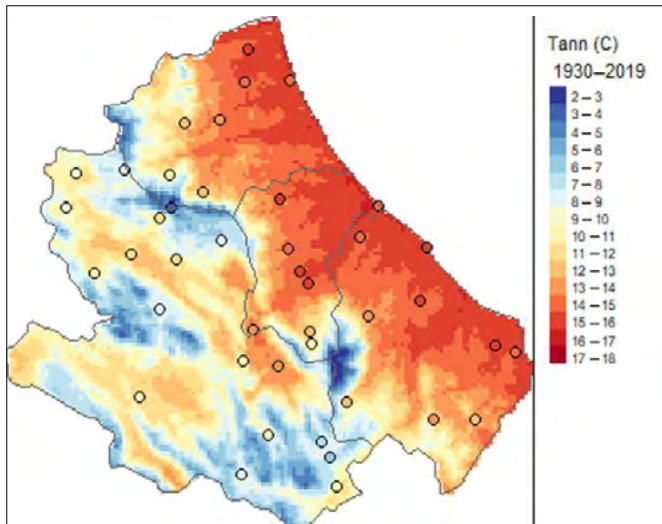 Tann (C)
1930–2019
2 – 3
3 – 4
4 – 5
5 – 6
6 – 7
7 – 8
8 – 9
9 – 10
10 – 11
11 – 12
12 – 13
13 – 14
14 – 15
15 – 16
16 – 17
17 – 18